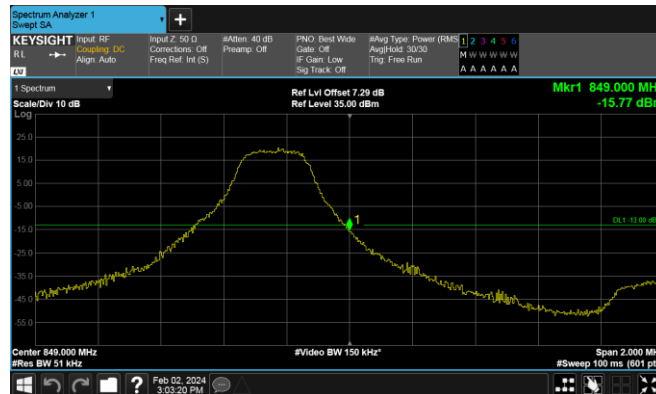 Spectrum Analyzer 1
Swept SA
+
KEYSIGHT
RL
LXI
Input: RF
Coupling: DC
Align: Auto
Input Z: 50 Ω
Corrections: Off
Freq Ref: Int (S)
#Atten: 40 dB
Preamp: Off
PNO: Best Wide
Gate: Off
IF Gain: Low
Sig Track: Off
#Avg Type: Power (RMS
Avg|Hold: 30/30
Trig: Free Run
1 2 3 4 5 6
M W W W W W
A A A A A A
1 Spectrum
Scale/Div 10 dB
Log
Ref Lvl Offset 7.29 dB
Ref Level 35.00 dBm
Mkr1 849.000 MH
-15.77 dBr
25.0
15.0
5.00
-5.00
-15.0
-25.0
-35.0
-45.0
-55.0
1
DL1 -13.00 dB
Center 849.000 MHz
#Res BW 51 kHz
#Video BW 150 kHz*
Span 2.000 MH
#Sweep 100 ms (601 pt
?
Feb 02, 2024
3:03:20 PM